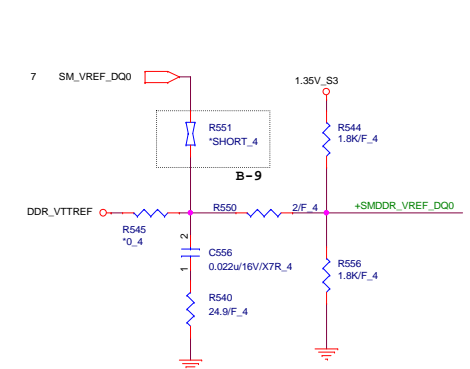 7 SM_VREF_DQ0
1.35V_S3
R551
*SHORT_4
R544
1.8K/F_4
B-9
DDR_VTTREF
R550
2/F_4
+SMDDR_VREF_DQ0
R545
*0_4
2
C556
1
0.022u/16V/X7R_4
R556
1.8K/F_4
R540
24.9/F_4